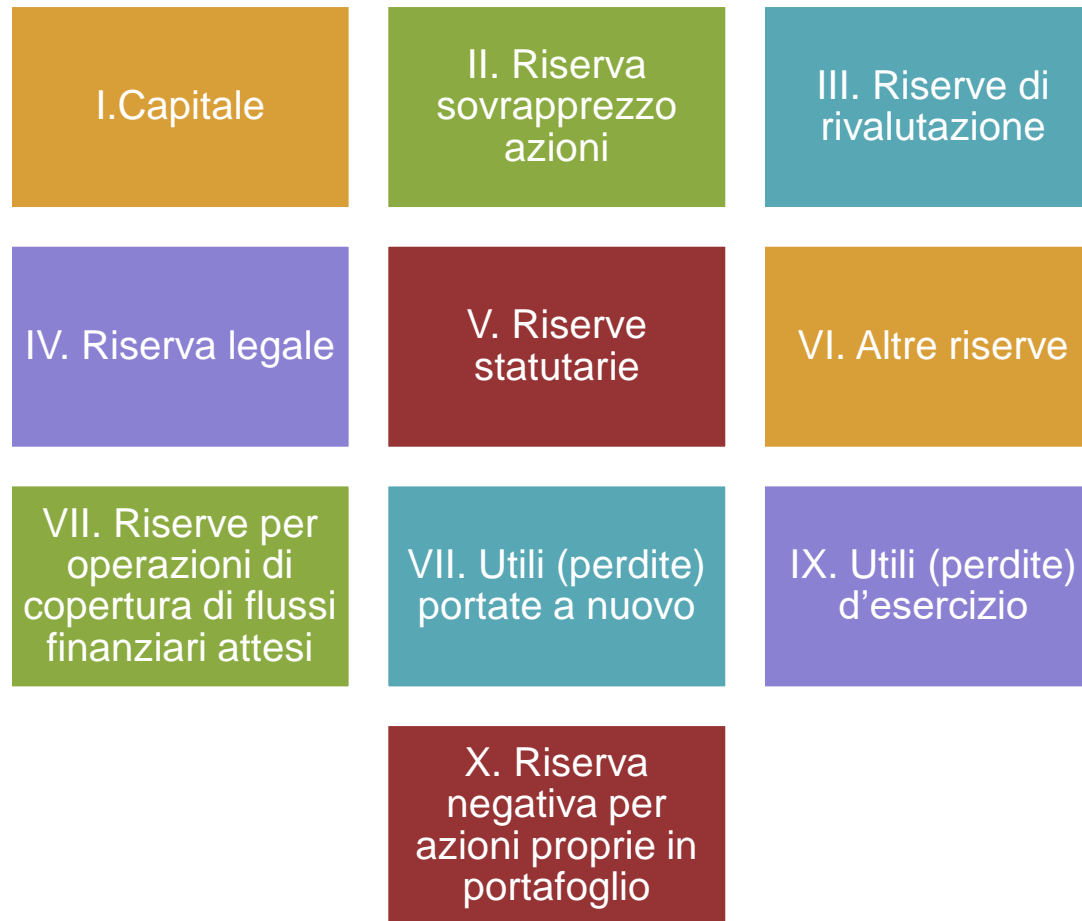 I.Capitale
II. Riserva
sovrapprezzo
azioni
III. Riserve di
rivalutazione
IV. Riserva legale
V. Riserve
statutarie
VI. Altre riserve
VII. Riserve per
operazioni di
copertura di flussi
finanziari attesi
VII. Utili (perdite)
portate a nuovo
IX. Utili (perdite)
d’esercizio
X. Riserva
negativa per
azioni proprie in
portafoglio